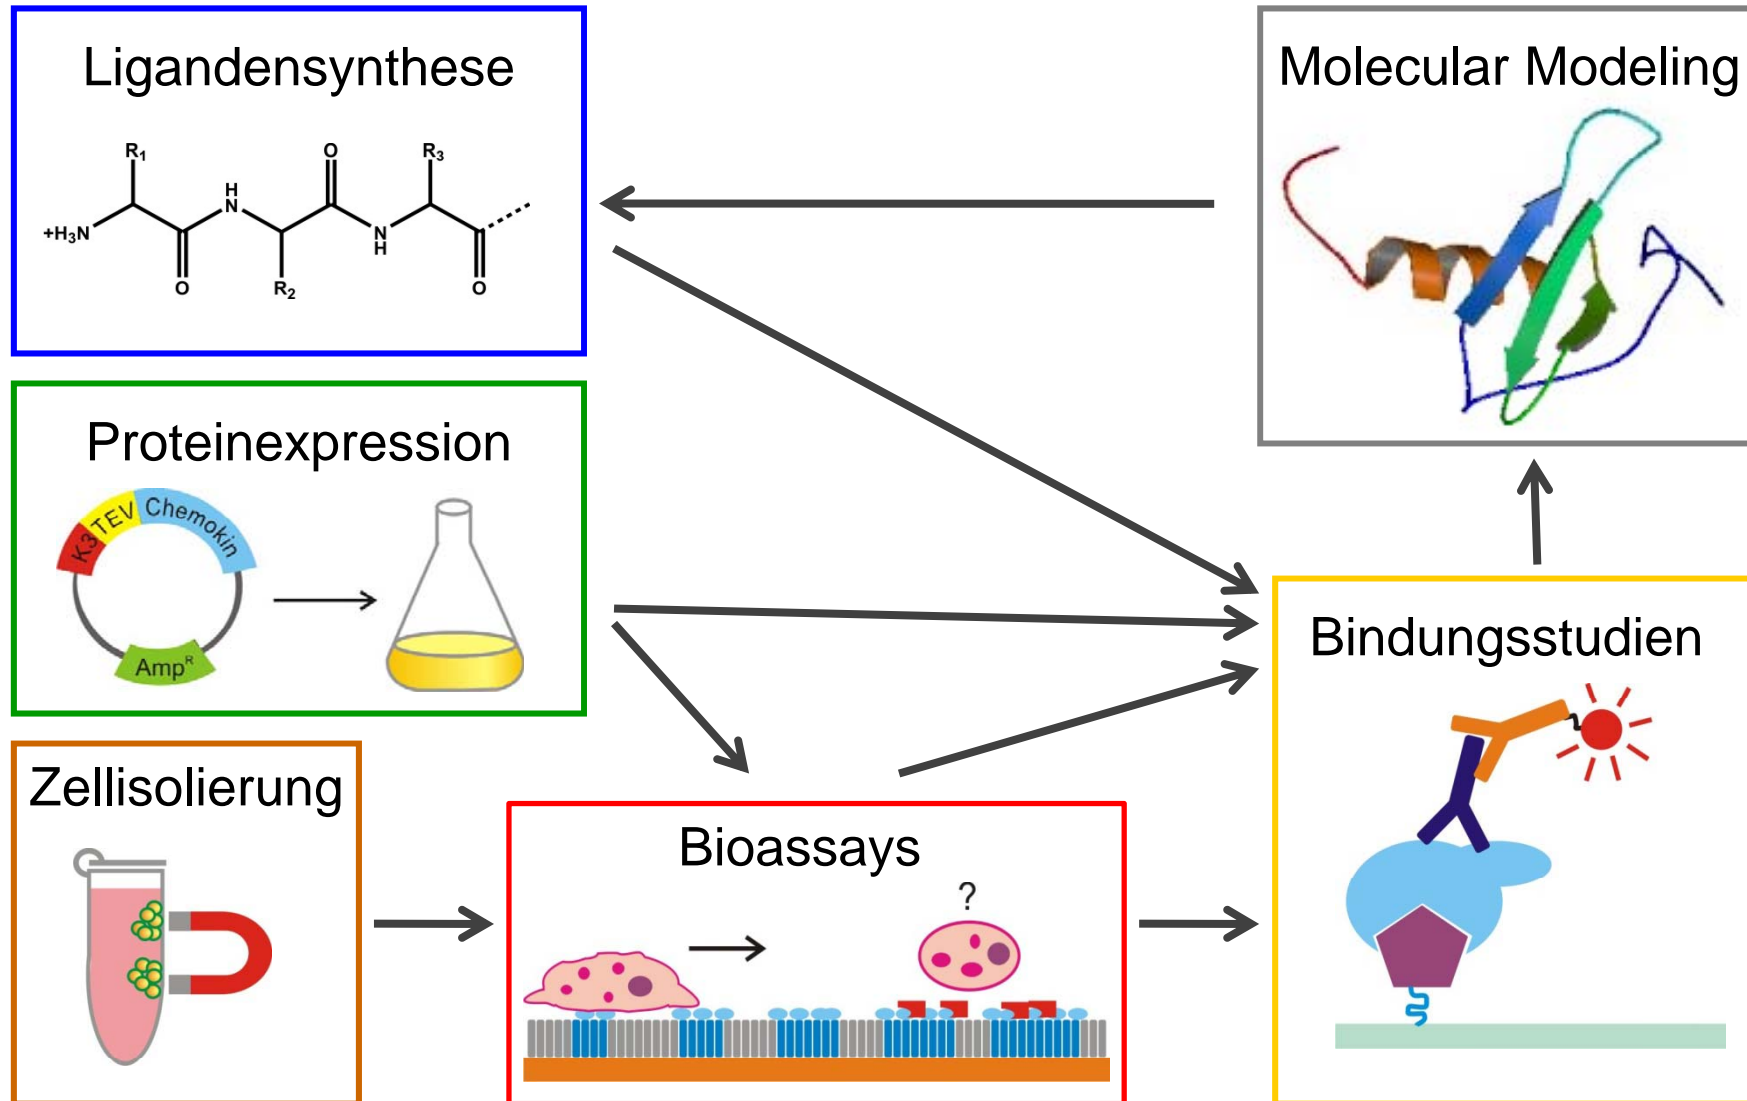 Ligandensynthese
R1
O
R3
H
N
+H3N
N
H
O
R2
O
Molecular Modeling
Proteinexpression
K3
TEV
Chemokin
AmpR
Zellisolierung
Bioassays
?
Bindungsstudien